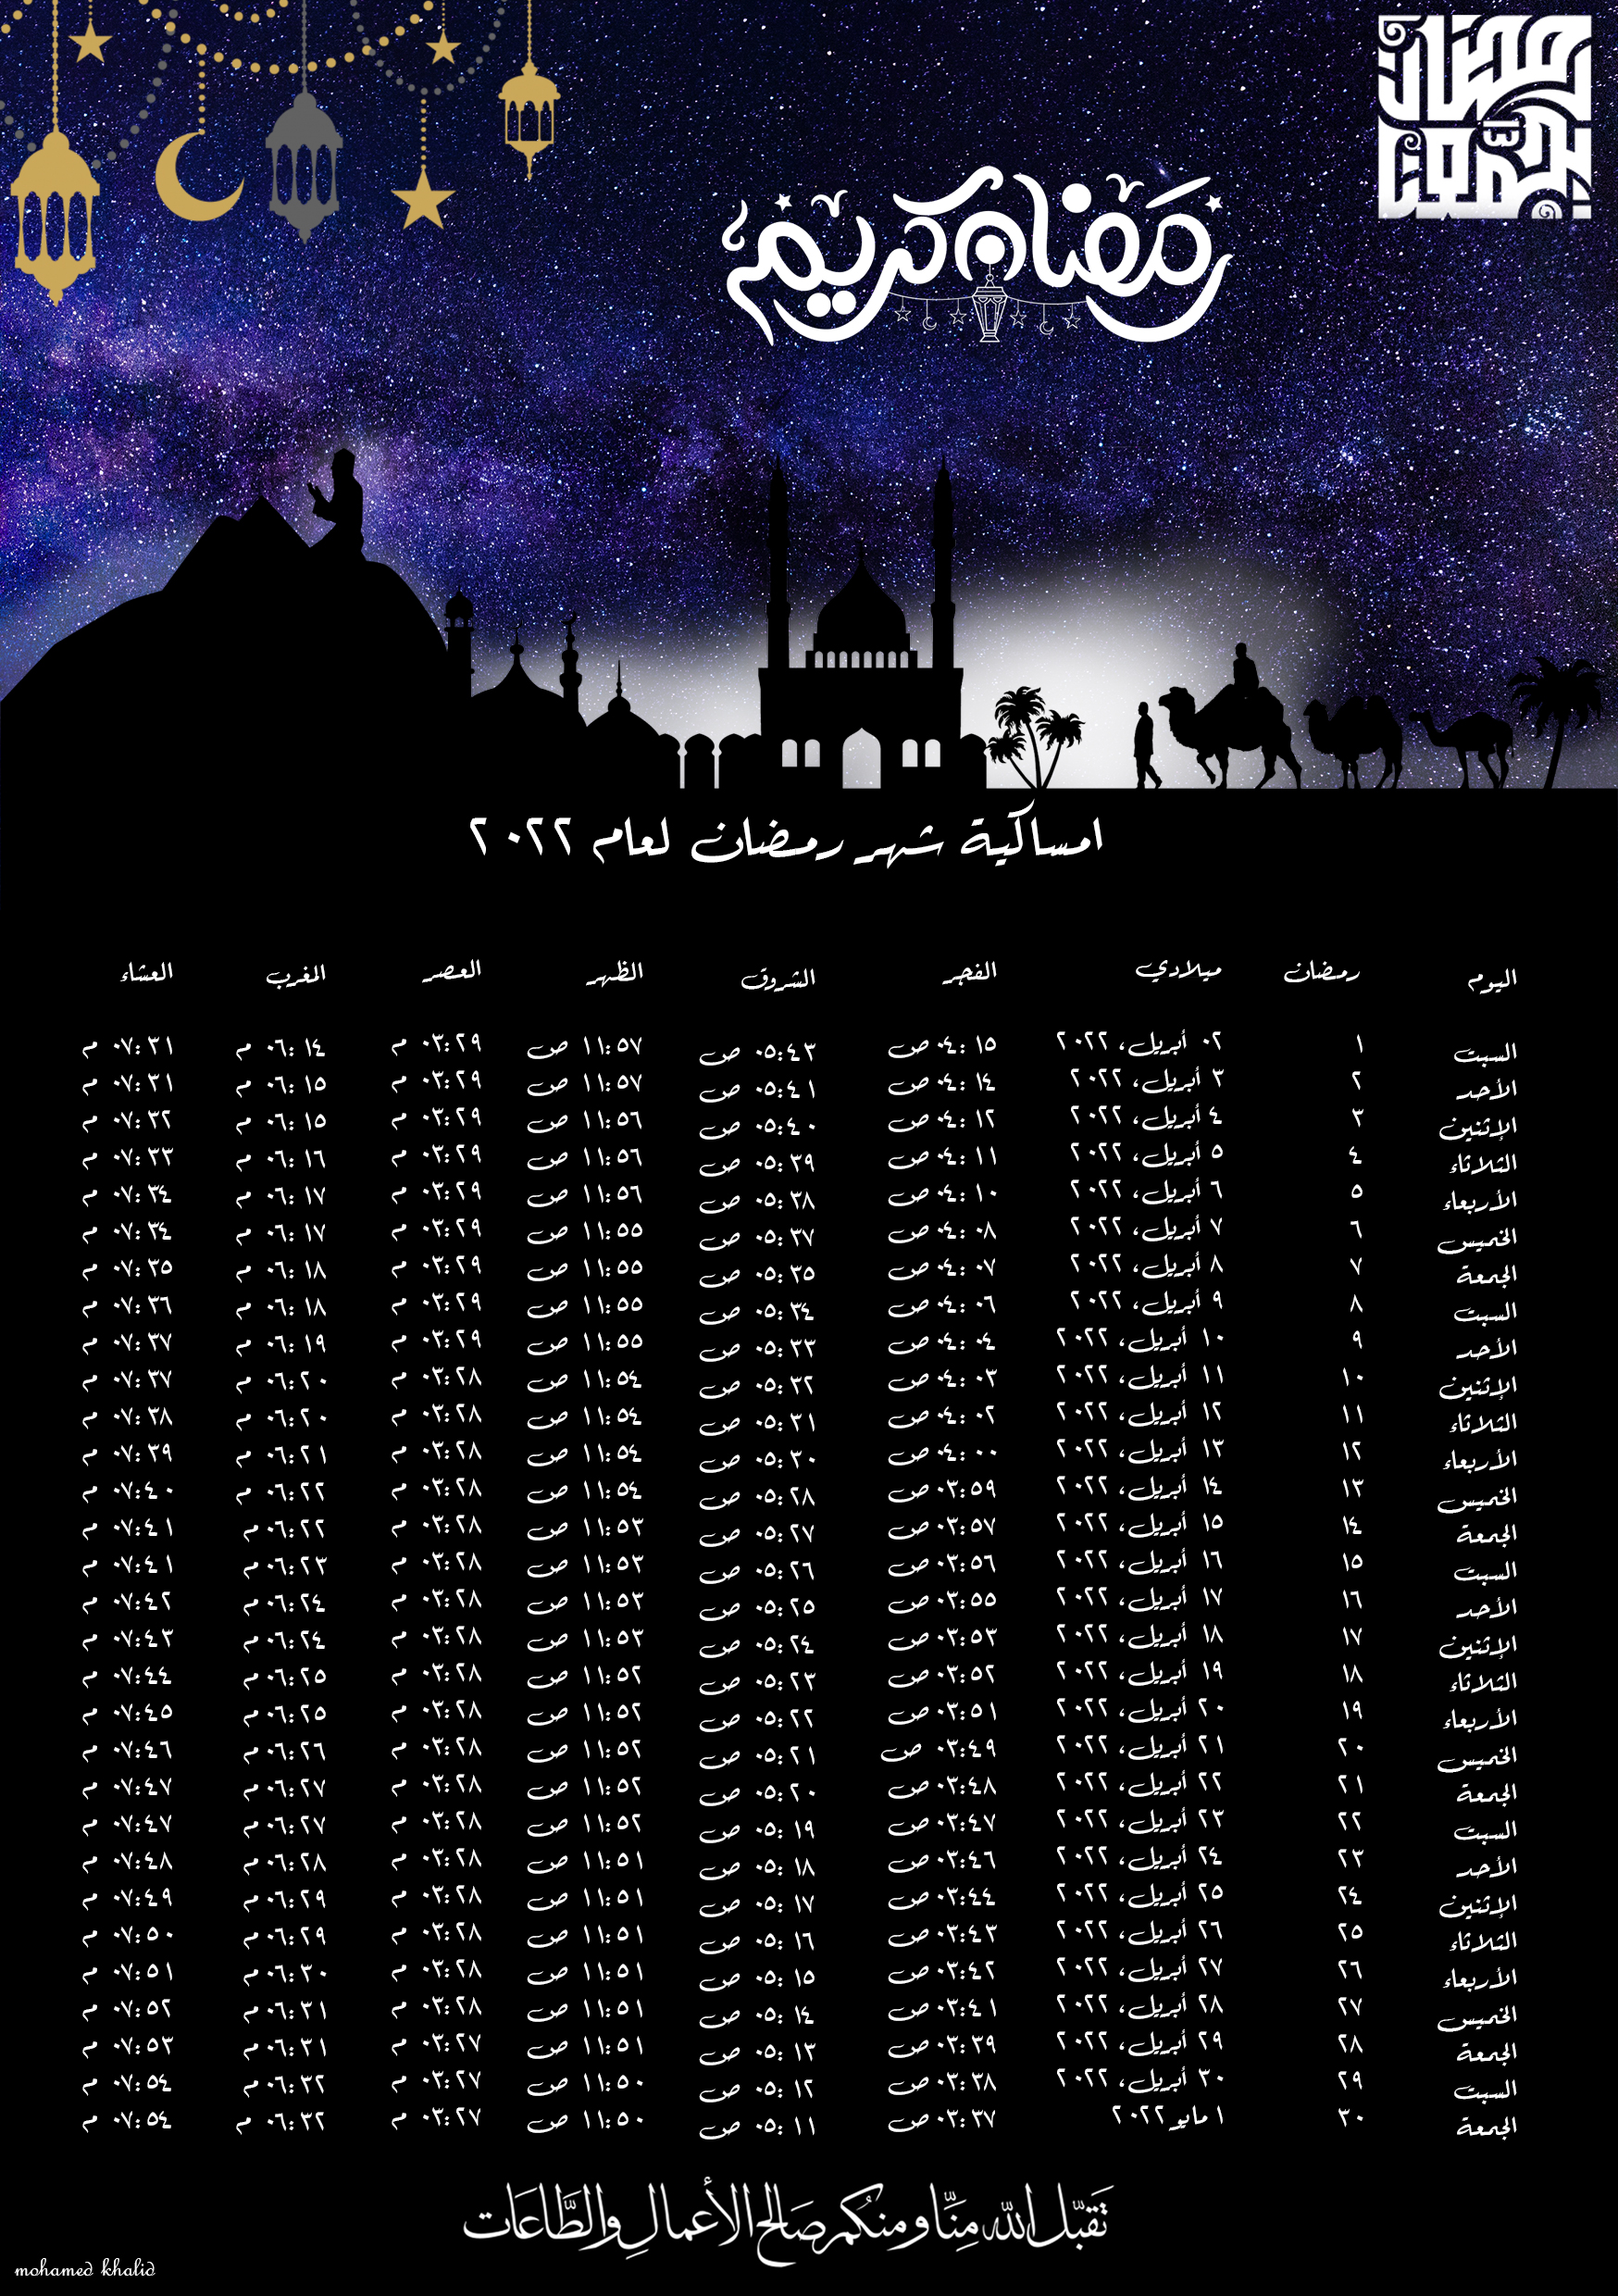 رمضان يجمعنا
رمضان كريم
امساكية شهر رمضان لعام ٢٠٢٢
اليوم رمضان ميلادي الفجر الشروق الظهر العصر المغرب العشاء
السبت ١ ٠٢ أبريل، ٢٠٢٢ ٠٤:١٥ ص ٠٥:٤٣ ص ١١:٥٧ ص ٠٣:٢٩ م ٠٦:١٤ م ٠٧:٣١ م
الأحد ٢ ٣ أبريل، ٢٠٢٢ ٠٤:١٤ ص ٠٥:٤١ ص ١١:٥٧ ص ٠٣:٢٩ م ٠٦:١٥ م ٠٧:٣١ م
الإثنين ٣ ٤ أبريل، ٢٠٢٢ ٠٤:١٢ ص ٠٥:٤٠ ص ١١:٥٦ ص ٠٣:٢٩ م ٠٦:١٥ م ٠٧:٣٢ م
الثلاثاء ٤ ٥ أبريل، ٢٠٢٢ ٠٤:١١ ص ٠٥:٣٩ ص ١١:٥٦ ص ٠٣:٢٩ م ٠٦:١٦ م ٠٧:٣٣ م
الأربعاء ٥ ٦ أبريل، ٢٠٢٢ ٠٤:١٠ ص ٠٥:٣٨ ص ١١:٥٦ ص ٠٣:٢٩ م ٠٦:١٧ م ٠٧:٣٤ م
الخميس ٦ ٧ أبريل، ٢٠٢٢ ٠٤:٠٨ ص ٠٥:٣٧ ص ١١:٥٥ ص ٠٣:٢٩ م ٠٦:١٧ م ٠٧:٣٤ م
الجمعة ٧ ٨ أبريل، ٢٠٢٢ ٠٤:٠٧ ص ٠٥:٣٥ ص ١١:٥٥ ص ٠٣:٢٩ م ٠٦:١٨ م ٠٧:٣٥ م
السبت ٨ ٩ أبريل، ٢٠٢٢ ٠٤:٠٦ ص ٠٥:٣٤ ص ١١:٥٥ ص ٠٣:٢٩ م ٠٦:١٨ م ٠٧:٣٦ م
الأحد ٩ ١٠ أبريل، ٢٠٢٢ ٠٤:٠٤ ص ٠٥:٣٣ ص ١١:٥٥ ص ٠٣:٢٩ م ٠٦:١٩ م ٠٧:٣٧ م
الإثنين ١٠ ١١ أبريل، ٢٠٢٢ ٠٤:٠٣ ص ٠٥:٣٢ ص ١١:٥٤ ص ٠٣:٢٨ م ٠٦:٢٠ م ٠٧:٣٧ م
الثلاثاء ١١ ١٢ أبريل، ٢٠٢٢ ٠٤:٠٢ ص ٠٥:٣١ ص ١١:٥٤ ص ٠٣:٢٨ م ٠٦:٢٠ م ٠٧:٣٨ م
الأربعاء ١٢ ١٣ أبريل، ٢٠٢٢ ٠٤:٠٠ ص ٠٥:٣٠ ص ١١:٥٤ ص ٠٣:٢٨ م ٠٦:٢١ م ٠٧:٣٩ م
الخميس ١٣ ١٤ أبريل، ٢٠٢٢ ٠٣:٥٩ ص ٠٥:٢٨ ص ١١:٥٤ ص ٠٣:٢٨ م ٠٦:٢٢ م ٠٧:٤٠ م
الجمعة ١٤ ١٥ أبريل، ٢٠٢٢ ٠٣:٥٧ ص ٠٥:٢٧ ص ١١:٥٣ ص ٠٣:٢٨ م ٠٦:٢٢ م ٠٧:٤١ م
السبت ١٥ ١٦ أبريل، ٢٠٢٢ ٠٣:٥٦ ص ٠٥:٢٦ ص ١١:٥٣ ص ٠٣:٢٨ م ٠٦:٢٣ م ٠٧:٤١ م
الأحد ١٦ ١٧ أبريل، ٢٠٢٢ ٠٣:٥٥ ص ٠٥:٢٥ ص ١١:٥٣ ص ٠٣:٢٨ م ٠٦:٢٤ م ٠٧:٤٢ م
الإثنين ١٧ ١٨ أبريل، ٢٠٢٢ ٠٣:٥٣ ص ٠٥:٢٤ ص ١١:٥٣ ص ٠٣:٢٨ م ٠٦:٢٤ م ٠٧:٤٣ م
الثلاثاء ١٨ ١٩ أبريل، ٢٠٢٢ ٠٣:٥٢ ص ٠٥:٢٣ ص ١١:٥٢ ص ٠٣:٢٨ م ٠٦:٢٥ م ٠٧:٤٤ م
الأربعاء ١٩ ٢٠ أبريل، ٢٠٢٢ ٠٣:٥١ ص ٠٥:٢٢ ص ١١:٥٢ ص ٠٣:٢٨ م ٠٦:٢٥ م ٠٧:٤٥ م
الخميس ٢٠ ٢١ أبريل، ٢٠٢٢ ٠٣:٤٩ ص ٠٥:٢١ ص ١١:٥٢ ص ٠٣:٢٨ م ٠٦:٢٦ م ٠٧:٤٦ م
الجمعة ٢١ ٢٢ أبريل، ٢٠٢٢ ٠٣:٤٨ ص ٠٥:٢٠ ص ١١:٥٢ ص ٠٣:٢٨ م ٠٦:٢٧ م ٠٧:٤٧ م
السبت ٢٢ ٢٣ أبريل، ٢٠٢٢ ٠٣:٤٧ ص ٠٥:١٩ ص ١١:٥٢ ص ٠٣:٢٨ م ٠٦:٢٧ م ٠٧:٤٧ م
الأحد ٢٣ ٢٤ أبريل، ٢٠٢٢ ٠٣:٤٦ ص ٠٥:١٨ ص ١١:٥١ ص ٠٣:٢٨ م ٠٦:٢٨ م ٠٧:٤٨ م
الإثنين ٢٤ ٢٥ أبريل، ٢٠٢٢ ٠٣:٤٤ ص ٠٥:١٧ ص ١١:٥١ ص ٠٣:٢٨ م ٠٦:٢٩ م ٠٧:٤٩ م
الثلاثاء ٢٥ ٢٦ أبريل، ٢٠٢٢ ٠٣:٤٣ ص ٠٥:١٦ ص ١١:٥١ ص ٠٣:٢٨ م ٠٦:٢٩ م ٠٧:٥٠ م
الأربعاء ٢٦ ٢٧ أبريل، ٢٠٢٢ ٠٣:٤٢ ص ٠٥:١٥ ص ١١:٥١ ص ٠٣:٢٨ م ٠٦:٣٠ م ٠٧:٥١ م
الخميس ٢٧ ٢٨ أبريل، ٢٠٢٢ ٠٣:٤١ ص ٠٥:١٤ ص ١١:٥١ ص ٠٣:٢٨ م ٠٦:٣١ م ٠٧:٥٢ م
الجمعة ٢٨ ٢٩ أبريل، ٢٠٢٢ ٠٣:٣٩ ص ٠٥:١٣ ص ١١:٥١ ص ٠٣:٢٧ م ٠٦:٣١ م ٠٧:٥٣ م
السبت ٢٩ ٣٠ أبريل، ٢٠٢٢ ٠٣:٣٨ ص ٠٥:١٢ ص ١١:٥٠ ص ٠٣:٢٧ م ٠٦:٣٢ م ٠٧:٥٤ م
الجمعة ٣٠ ١ مايو ٢٠٢٢ ٠٣:٣٧ ص ٠٥:١١ ص ١١:٥٠ ص ٠٣:٢٧ م ٠٦:٣٢ م ٠٧:٥٤ م
تَقَبّل الله مِنَّا ومنكُم صَالح الأعمالِ والطَّاعَات
mohamed khalid